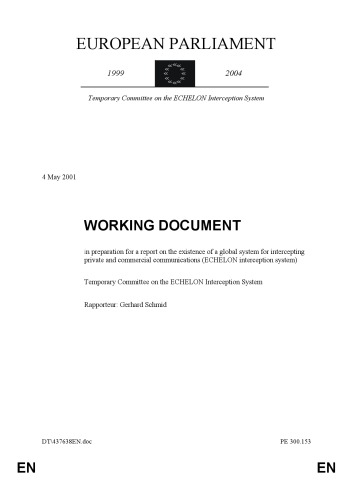 EUROPEAN PARLIAMENT
1999 2004
Temporary Committee on the ECHELON Interception System
4 May 2001
WORKING DOCUMENT
in preparation for a report on the existence of a global system for intercepting
private and commercial communications (ECHELON interception system)
Temporary Committee on the ECHELON Interception System
Rapporteur: Gerhard Schmid
DT\437638EN.doc PE 300.153
EN EN